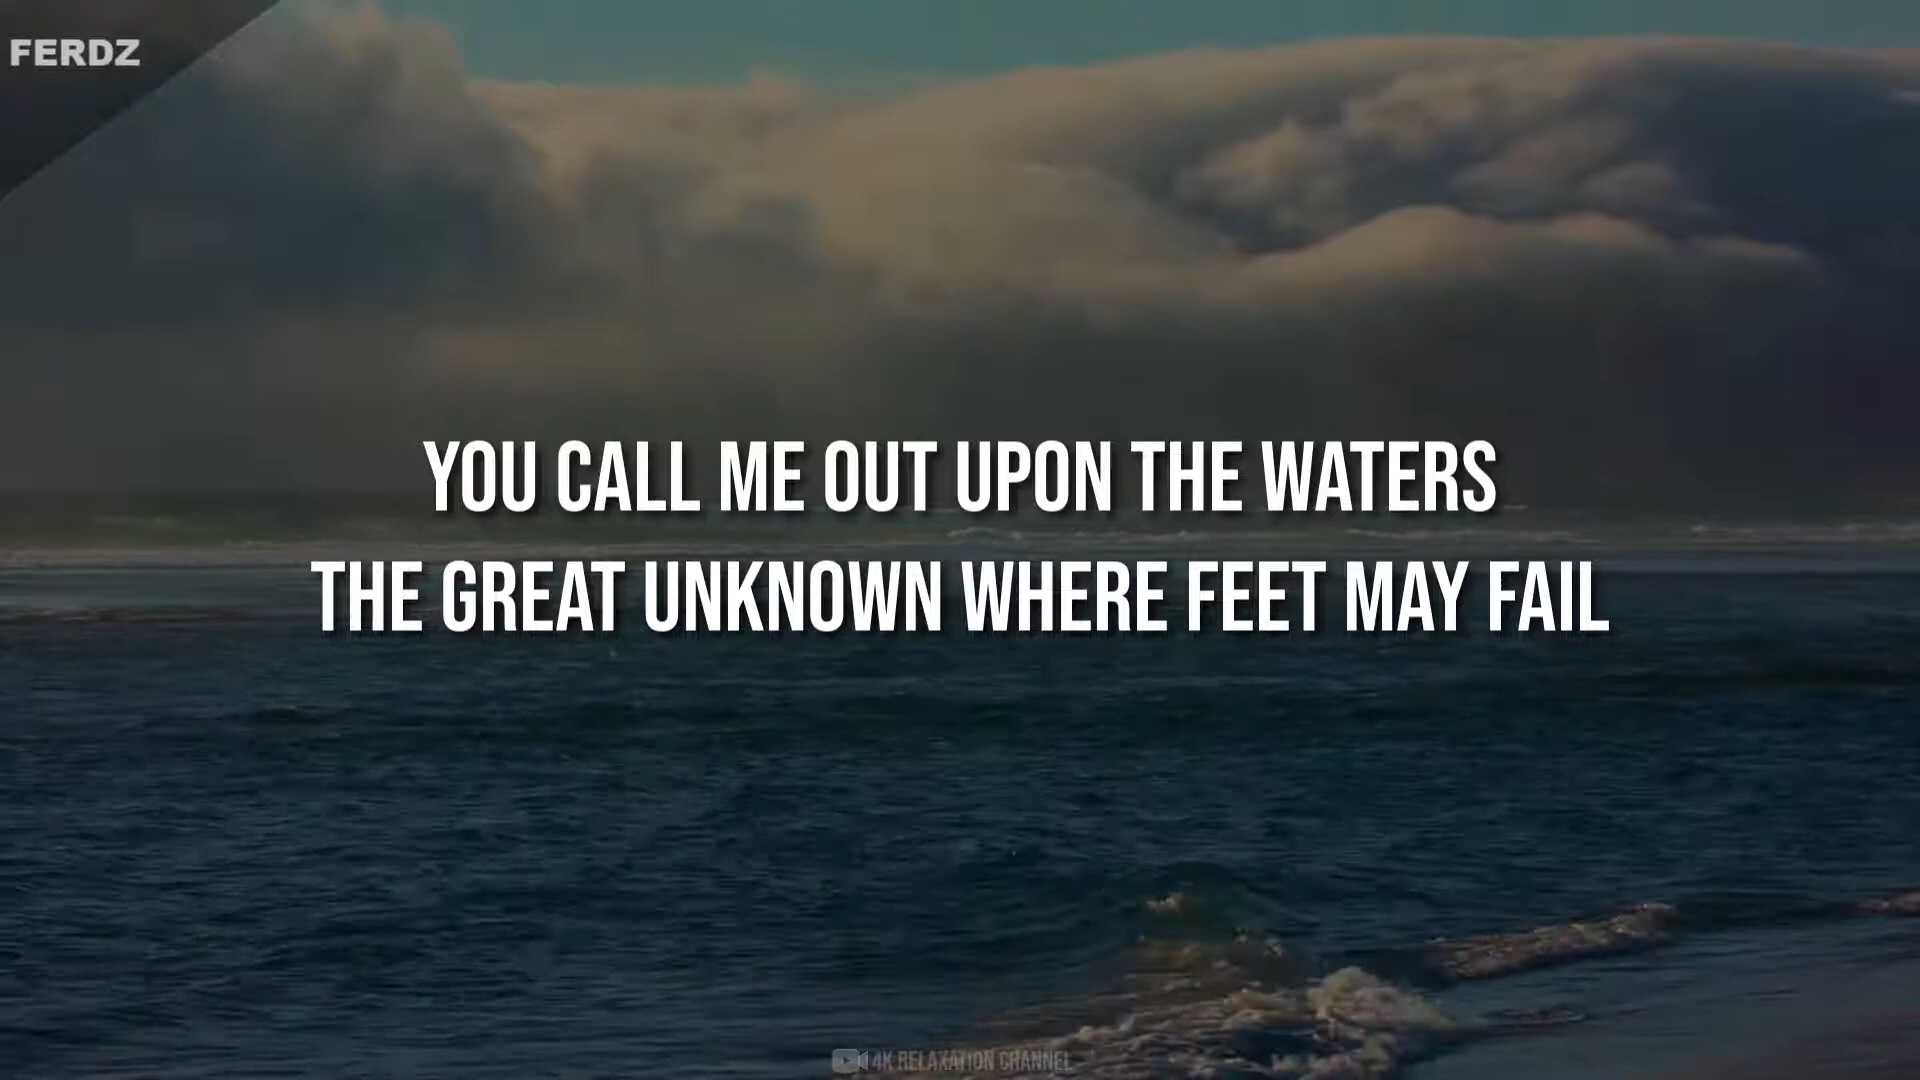 FERDZ
YOU CALL ME OUT UPON THE WATERS
THE GREAT UNKNOWN WHERE FEET MAY FAIL
4K RELAXATION CHANNEL